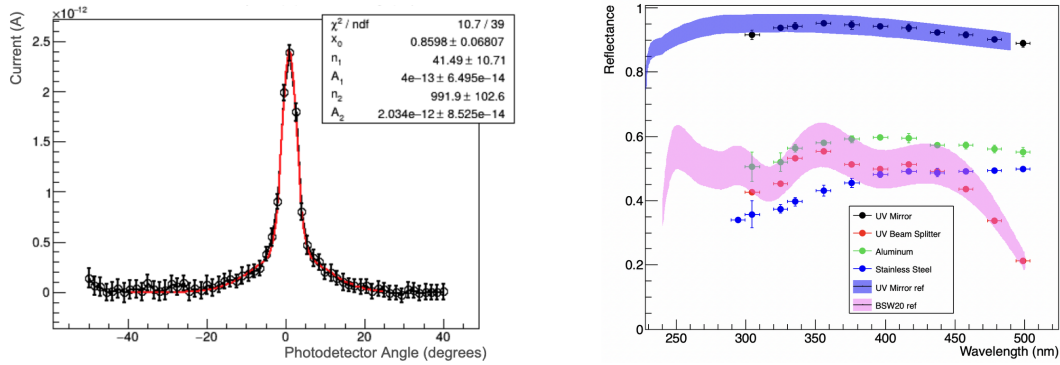 ×10⁻¹²
Current (A)
2.5
2
1.5
1
0.5
0
−40
−20
0
20
40
Photodetector Angle (degrees)
χ² / ndf 10.7 / 39
x₀ 0.8598 ± 0.06807
n₁ 41.49 ± 10.71
A₁ 4e−13 ± 6.495e−14
n₂ 991.9 ± 102.6
A₂ 2.034e−12 ± 8.525e−14
Reflectance
1
0.8
0.6
0.4
0.2
0
250
300
350
400
450
500
Wavelength (nm)
UV Mirror
UV Beam Splitter
Aluminum
Stainless Steel
UV Mirror ref
BSW20 ref